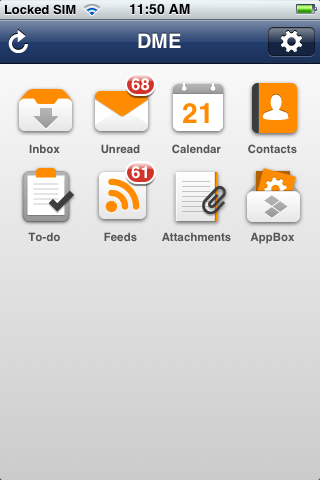 Locked SIM 11:50 AM
DME
68
21
Inbox Unread Calendar Contacts
61
To-do Feeds Attachments AppBox